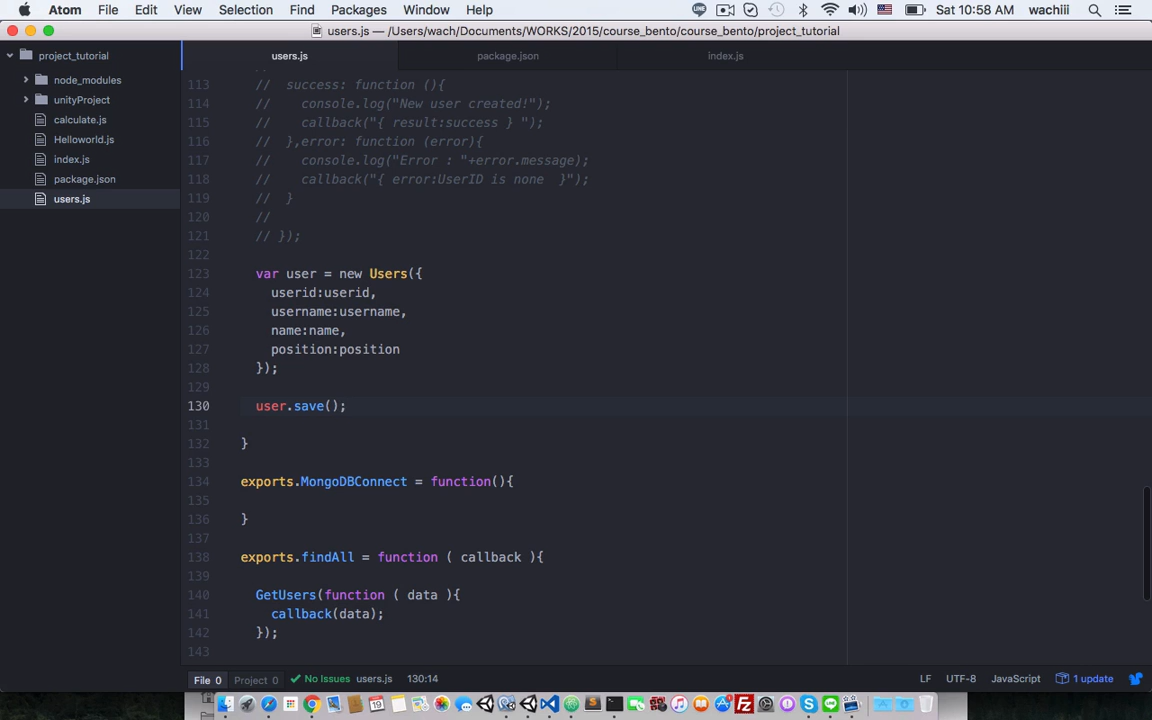 Atom File Edit View Selection Find Packages Window Help Sat 10:58 AM wachiii
users.js — /Users/wach/Documents/WORKS/2015/course_bento/course_bento/project_tutorial
project_tutorial
node_modules
unityProject
calculate.js
Helloworld.js
index.js
package.json
users.js
users.js package.json index.js
113 // success: function (){
114 // console.log("New user created!");
115 // callback("{ result:success } ");
116 // },error: function (error){
117 // console.log("Error : "+error.message);
118 // callback("{ error:UserID is none }");
119 // }
120 //
121 // });
122
123 var user = new Users({
124 userid:userid,
125 username:username,
126 name:name,
127 position:position
128 });
129
130 user.save();
131
132 }
133
134 exports.MongoDBConnect = function(){
135
136 }
137
138 exports.findAll = function ( callback ){
139
140 GetUsers(function ( data ){
141 callback(data);
142 });
143
File 0 Project 0 No Issues users.js 130:14 LF UTF-8 JavaScript 1 update